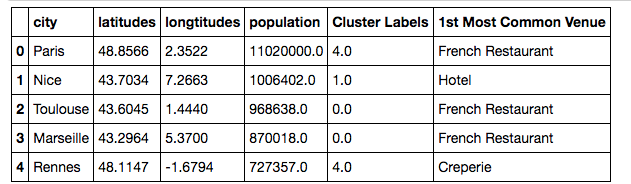 city latitudes longtitudes population Cluster Labels 1st Most Common Venue
0 Paris 48.8566 2.3522 11020000.0 4.0 French Restaurant
1 Nice 43.7034 7.2663 1006402.0 1.0 Hotel
2 Toulouse 43.6045 1.4440 968638.0 0.0 French Restaurant
3 Marseille 43.2964 5.3700 870018.0 0.0 French Restaurant
4 Rennes 48.1147 -1.6794 727357.0 4.0 Creperie